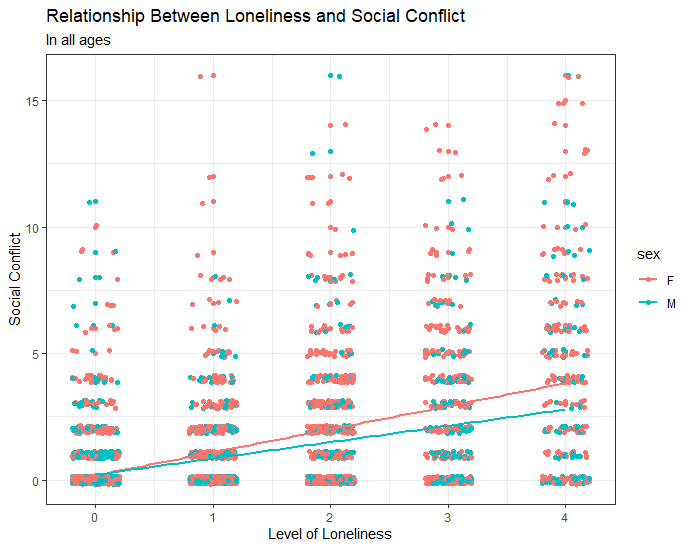 Relationship Between Loneliness and Social Conflict
In all ages
Social Conflict
15
10
5
0
0 1 2 3 4
Level of Loneliness
sex
F
M